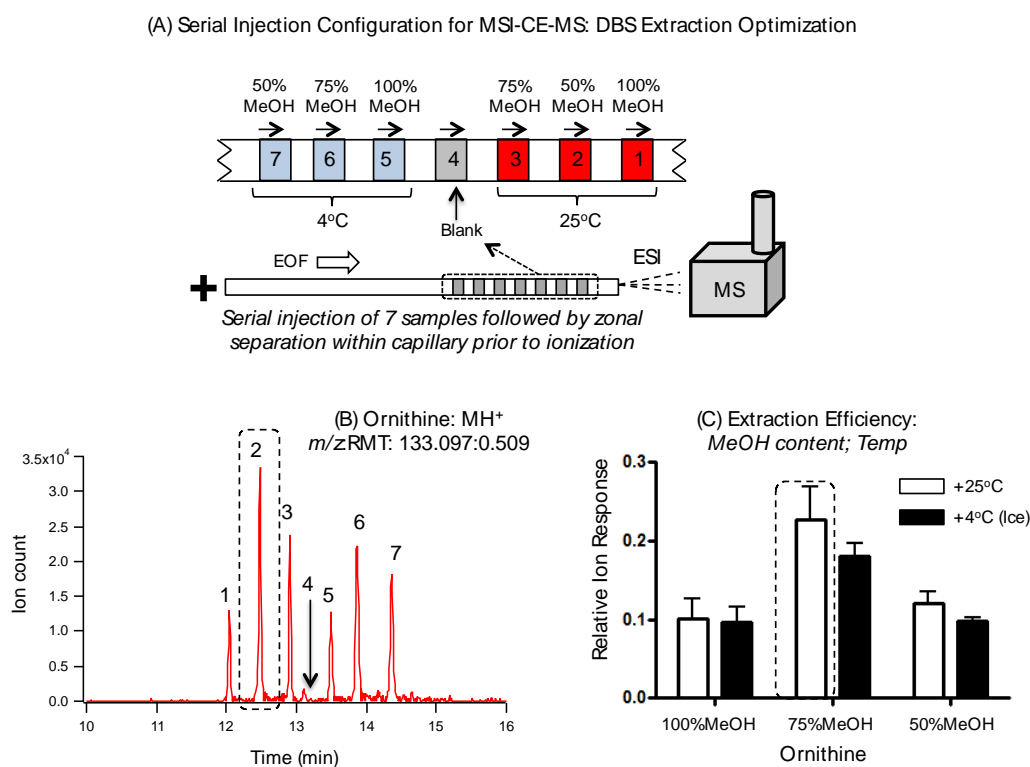 (A) Serial Injection Configuration for MSI-CE-MS: DBS Extraction Optimization
50% MeOH
75% MeOH
100% MeOH
75% MeOH
50% MeOH
100% MeOH
7
6
5
4
3
2
1
4°C
Blank
25°C
EOF
ESI
+
MS
Serial injection of 7 samples followed by zonal
separation within capillary prior to ionization
(B) Ornithine: MH⁺
m/z:RMT: 133.097:0.509
Ion count
3.5x10⁴
3.0
2.5
2.0
1.5
1.0
0.5
0.0
1
2
3
4
5
6
7
10
11
12
13
14
15
16
Time (min)
(C) Extraction Efficiency:
MeOH content; Temp
Relative Ion Response
0.3
0.2
0.1
0.0
+25°C
+4°C (Ice)
100%MeOH
75%MeOH
50%MeOH
Ornithine